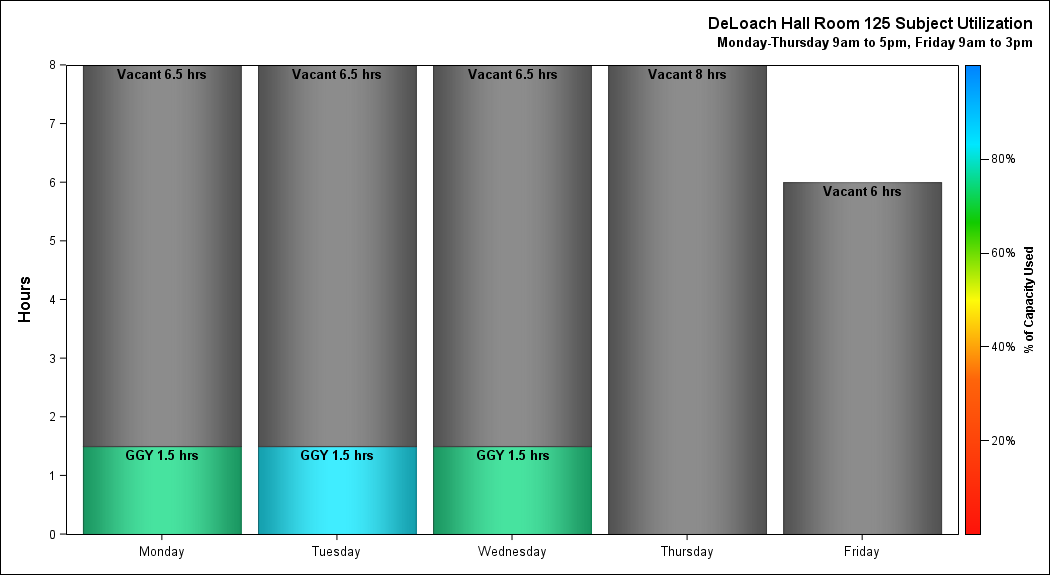 DeLoach Hall Room 125 Subject Utilization
Monday-Thursday 9am to 5pm, Friday 9am to 3pm
Hours
8
7
6
5
4
3
2
1
0
Vacant 6.5 hrs
Vacant 6.5 hrs
Vacant 6.5 hrs
Vacant 8 hrs
Vacant 6 hrs
GGY 1.5 hrs
GGY 1.5 hrs
GGY 1.5 hrs
Monday
Tuesday
Wednesday
Thursday
Friday
80%
60%
40%
20%
% of Capacity Used